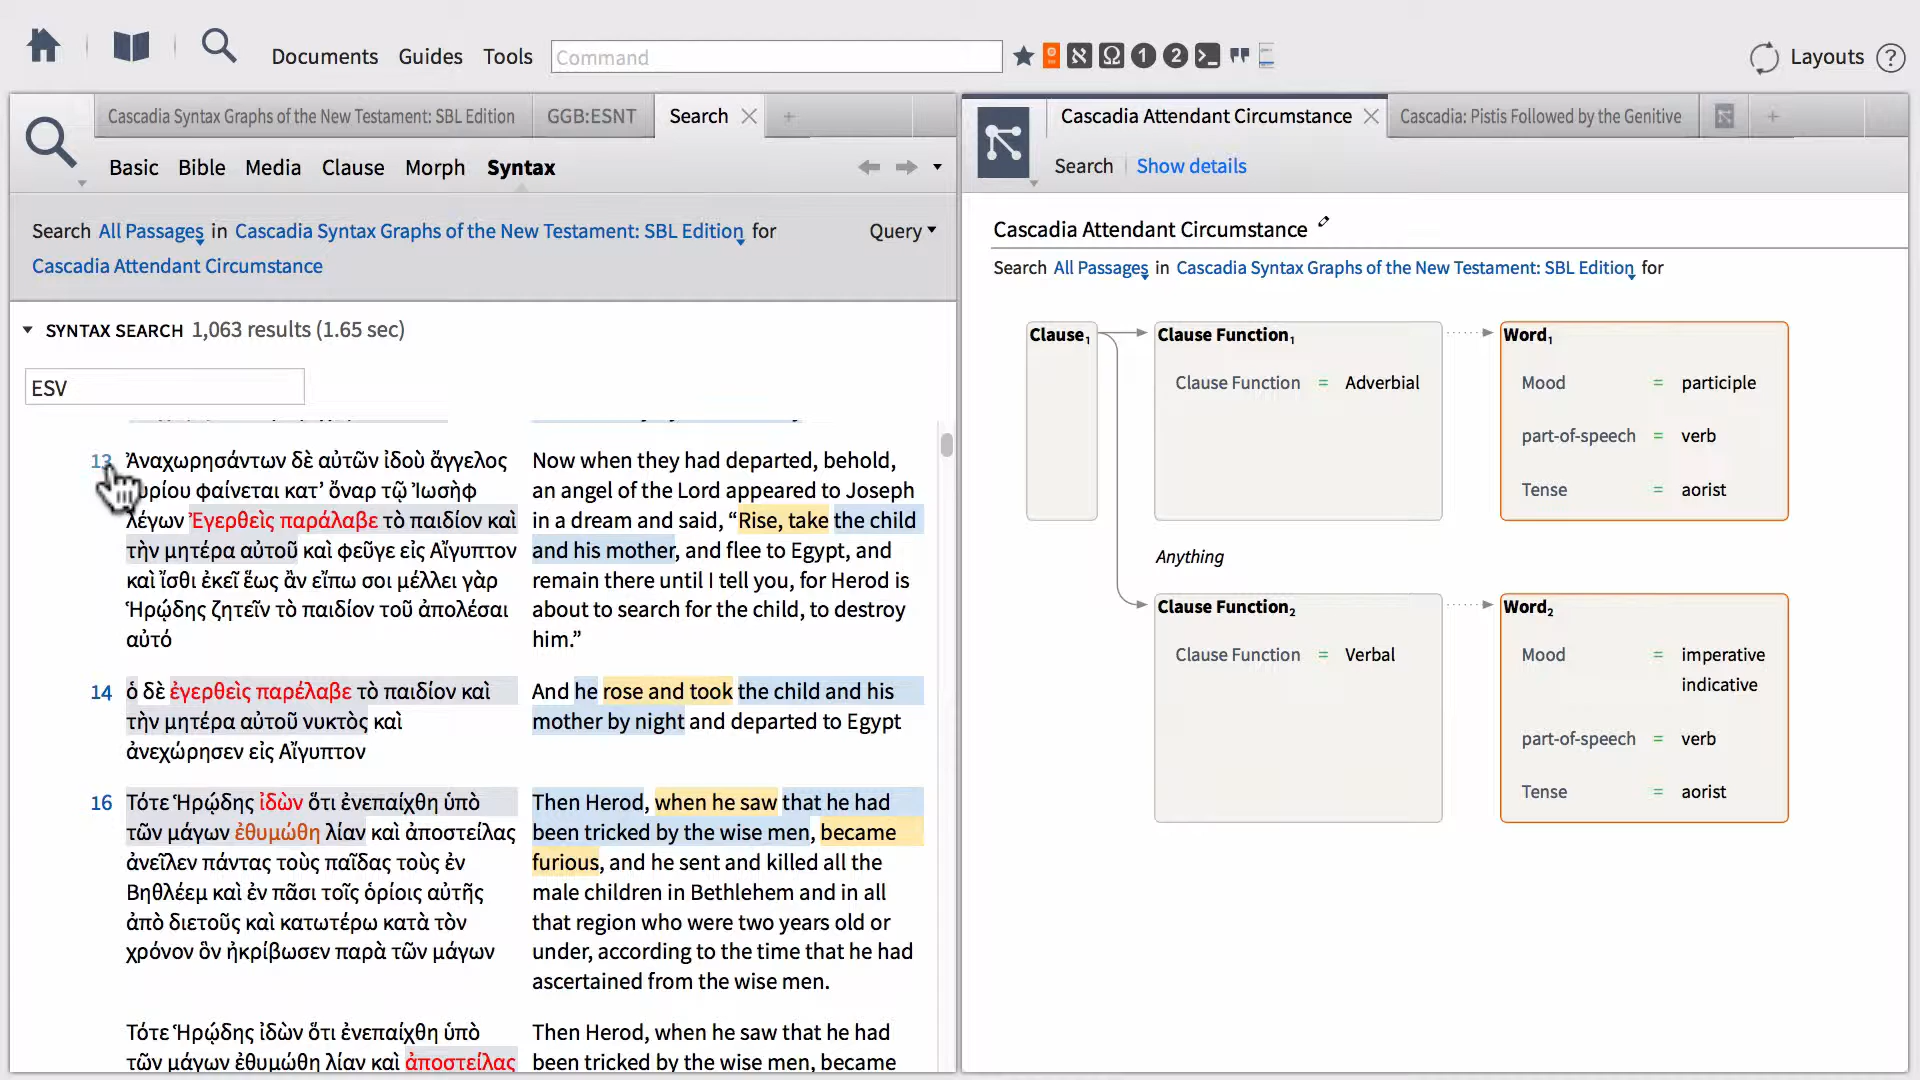 Documents Guides Tools Command Layouts
Cascadia Syntax Graphs of the New Testament: SBL Edition GGB:ESNT Search
Basic Bible Media Clause Morph Syntax
Search All Passages in Cascadia Syntax Graphs of the New Testament: SBL Edition for Query
Cascadia Attendant Circumstance
SYNTAX SEARCH 1,063 results (1.65 sec)
ESV
13 Ἀναχωρησάντων δὲ αὐτῶν ἰδοὺ ἄγγελος
κυρίου φαίνεται κατ’ ὄναρ τῷ Ἰωσὴφ
λέγων Ἐγερθεὶς παράλαβε τὸ παιδίον καὶ
τὴν μητέρα αὐτοῦ καὶ φεῦγε εἰς Αἴγυπτον
καὶ ἴσθι ἐκεῖ ἕως ἂν εἴπω σοι μέλλει γὰρ
Ἡρῴδης ζητεῖν τὸ παιδίον τοῦ ἀπολέσαι
αὐτό
Now when they had departed, behold,
an angel of the Lord appeared to Joseph
in a dream and said, “Rise, take the child
and his mother, and flee to Egypt, and
remain there until I tell you, for Herod is
about to search for the child, to destroy
him.”
14 ὁ δὲ ἐγερθεὶς παρέλαβε τὸ παιδίον καὶ
τὴν μητέρα αὐτοῦ νυκτὸς καὶ
ἀνεχώρησεν εἰς Αἴγυπτον
And he rose and took the child and his
mother by night and departed to Egypt
16 Τότε Ἡρῴδης ἰδὼν ὅτι ἐνεπαίχθη ὑπὸ
τῶν μάγων ἐθυμώθη λίαν καὶ ἀποστείλας
ἀνεῖλεν πάντας τοὺς παῖδας τοὺς ἐν
Βηθλέεμ καὶ ἐν πᾶσι τοῖς ὁρίοις αὐτῆς
ἀπὸ διετοῦς καὶ κατωτέρω κατὰ τὸν
χρόνον ὃν ἠκρίβωσεν παρὰ τῶν μάγων
Then Herod, when he saw that he had
been tricked by the wise men, became
furious, and he sent and killed all the
male children in Bethlehem and in all
that region who were two years old or
under, according to the time that he had
ascertained from the wise men.
Τότε Ἡρῴδης ἰδὼν ὅτι ἐνεπαίχθη ὑπὸ
τῶν μάγων ἐθυμώθη λίαν καὶ ἀποστείλας
Then Herod, when he saw that he had
been tricked by the wise men, became
Cascadia Attendant Circumstance Cascadia: Pistis Followed by the Genitive
Search Show details
Cascadia Attendant Circumstance
Search All Passages in Cascadia Syntax Graphs of the New Testament: SBL Edition for
Clause₁ Clause Function₁ Word₁
Clause Function = Adverbial
Mood = participle
part-of-speech = verb
Tense = aorist
Anything
Clause Function₂ Word₂
Clause Function = Verbal
Mood = imperative
indicative
part-of-speech = verb
Tense = aorist